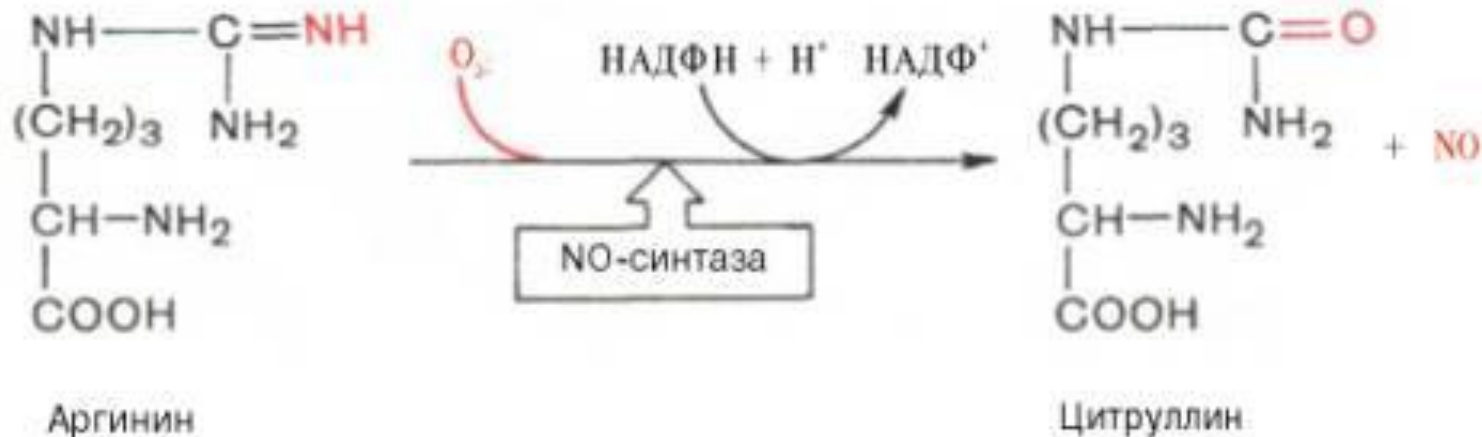 NH—C=NH
O₂
НАДФН + H⁺ НАДФ⁺
(CH₂)₃ NH₂
CH—NH₂
COOH
Аргинин
NO-синтаза
NH—C=O
(CH₂)₃ NH₂
+ NO
CH—NH₂
COOH
Цитруллин